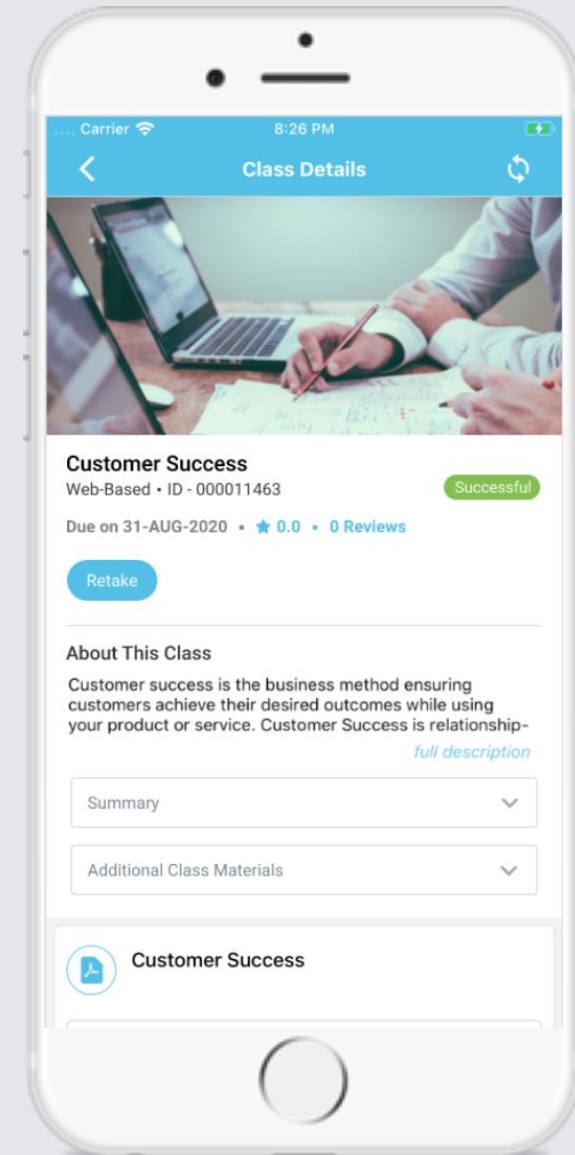 Carrier 8:26 PM
Class Details
Customer Success
Web-Based • ID - 000011463
Successful
Due on 31-AUG-2020 • ★ 0.0 • 0 Reviews
Retake
About This Class
Customer success is the business method ensuring
customers achieve their desired outcomes while using
your product or service. Customer Success is relationship-
full description
Summary
Additional Class Materials
Customer Success